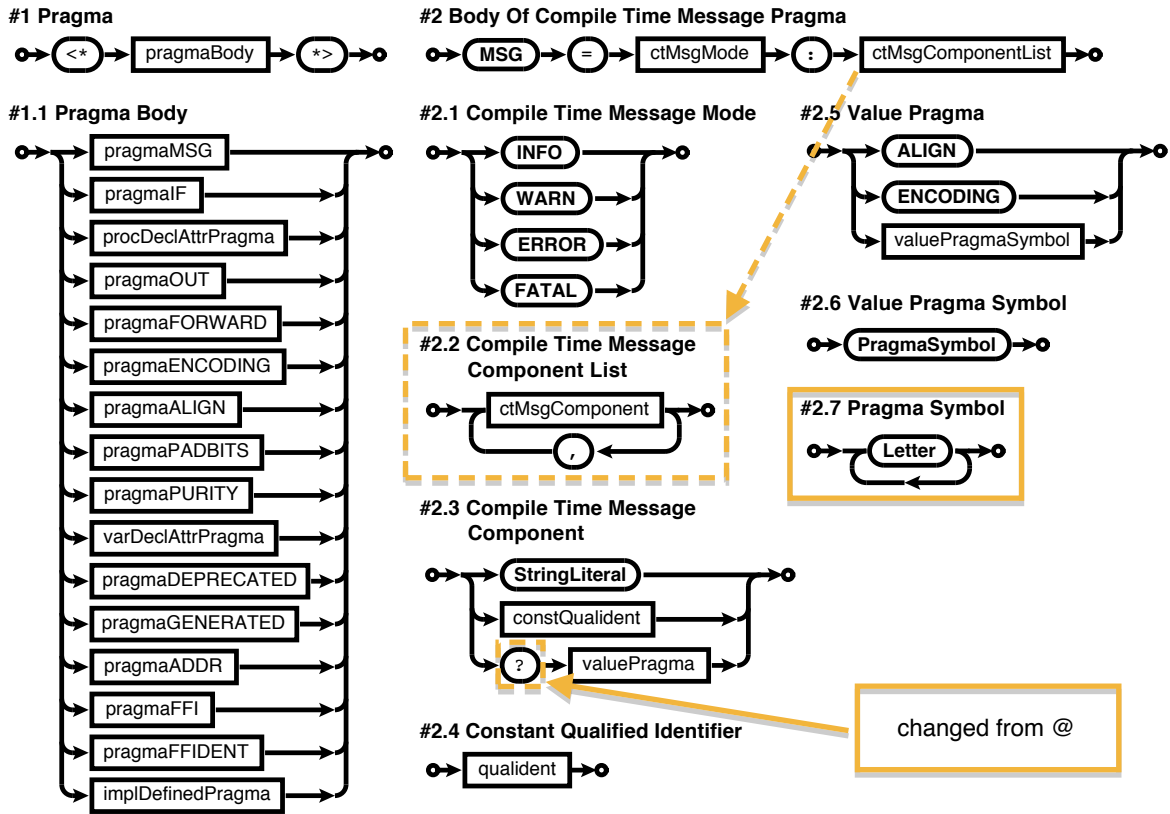 #1 Pragma
<* pragmaBody *>
#1.1 Pragma Body
pragmaMSG
pragmaIF
procDeclAttrPragma
pragmaOUT
pragmaFORWARD
pragmaENCODING
pragmaALIGN
pragmaPADBITS
pragmaPURITY
varDeclAttrPragma
pragmaDEPRECATED
pragmaGENERATED
pragmaADDR
pragmaFFI
pragmaFFIDENT
implDefinedPragma
#2 Body Of Compile Time Message Pragma
MSG = ctMsgMode : ctMsgComponentList
#2.1 Compile Time Message Mode
INFO
WARN
ERROR
FATAL
#2.2 Compile Time Message
Component List
ctMsgComponent
,
#2.3 Compile Time Message
Component
StringLiteral
constQualident
? valuePragma
#2.4 Constant Qualified Identifier
qualident
#2.5 Value Pragma
ALIGN
ENCODING
valuePragmaSymbol
#2.6 Value Pragma Symbol
PragmaSymbol
#2.7 Pragma Symbol
Letter
changed from @